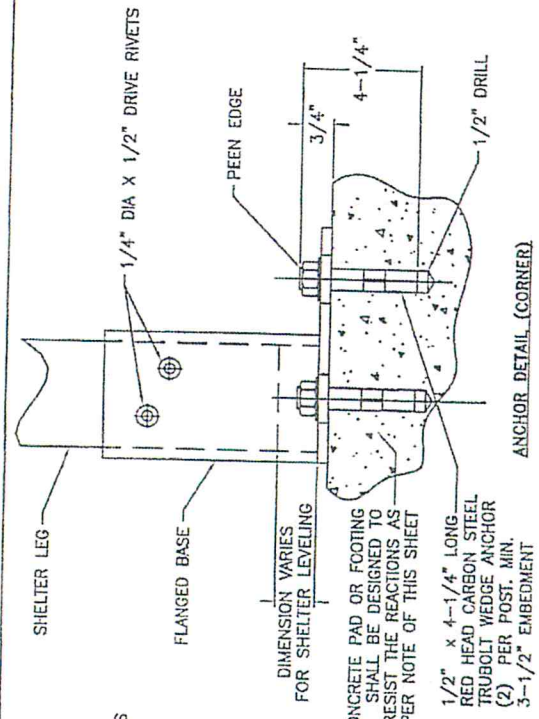 SHELTER LEG
FLANGED BASE
DIMENSION VARIES
FOR SHELTER LEVELING
CONCRETE PAD OR FOOTING
SHALL BE DESIGNED TO
RESIST THE REACTIONS AS
PER NOTE OF THIS SHEET
1/2" x 4-1/4" LONG
RED HEAD CARBON STEEL
TRUBOLT WEDGE ANCHOR
(2) PER POST. MIN.
3-1/2" EMBEDMENT
1/4" DIA X 1/2" DRIVE RIVETS
PEEN EDGE
3/4"
4-1/4"
1/2" DRILL
ANCHOR DETAIL (CORNER)
S